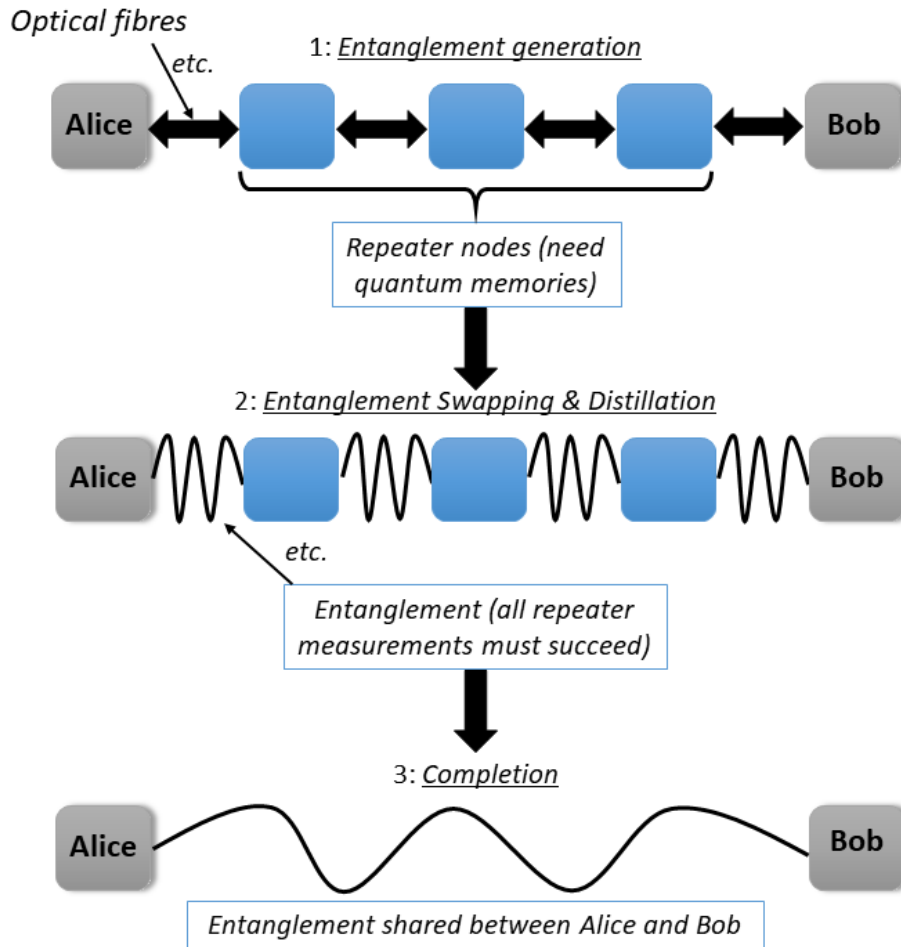 Optical fibres
1: Entanglement generation
etc.
Alice
Bob
Repeater nodes (need
quantum memories)
2: Entanglement Swapping & Distillation
Alice
Bob
etc.
Entanglement (all repeater
measurements must succeed)
3: Completion
Alice
Bob
Entanglement shared between Alice and Bob